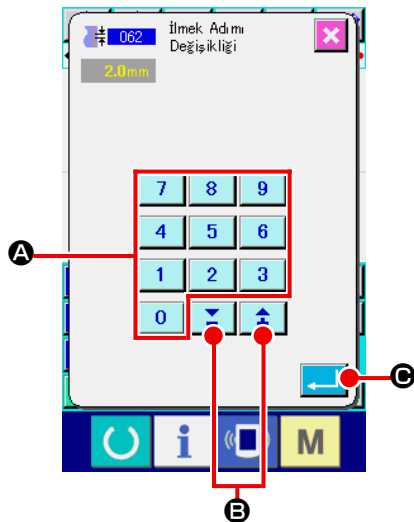 062 İlmek Adımı
Değişikliği
2.0mm
7 8 9
A
4 5 6
1 2 3
0
C
i M
B